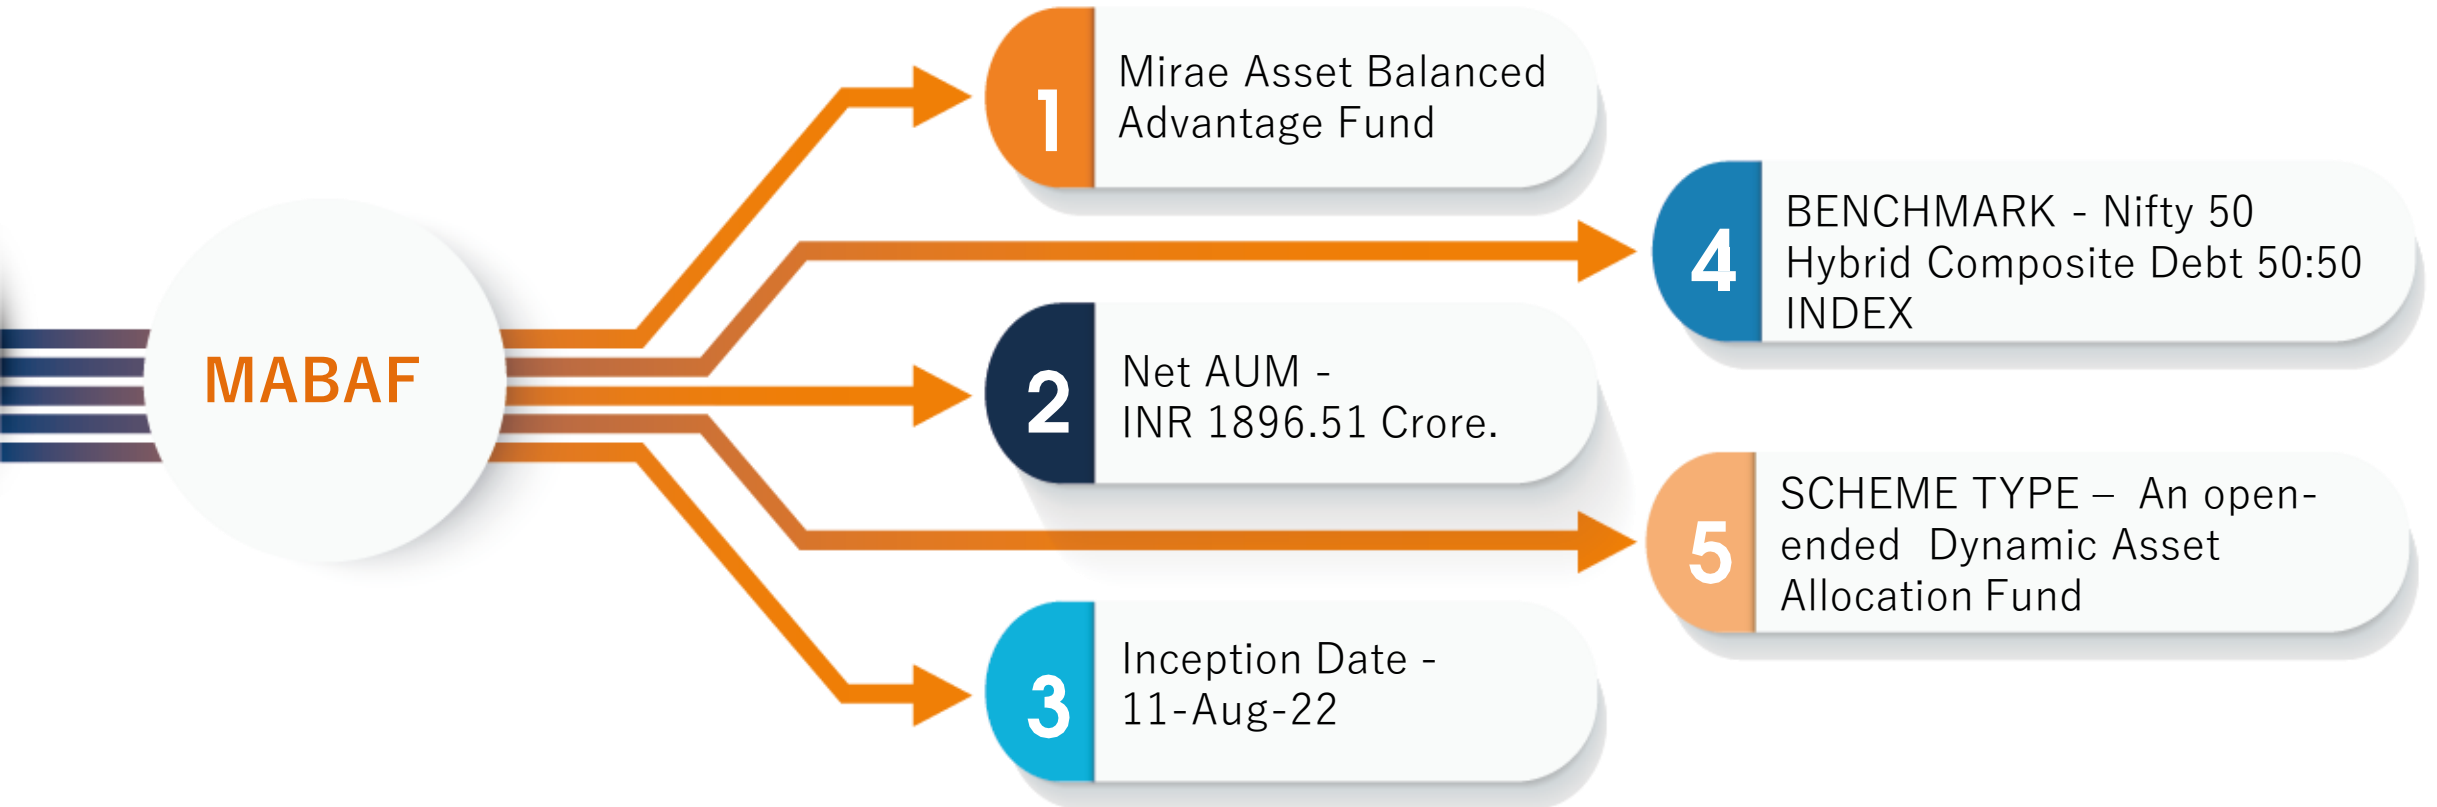 MABAF
1
Mirae Asset Balanced
Advantage Fund
2
Net AUM -
INR 1896.51 Crore.
3
Inception Date -
11-Aug-22
4
BENCHMARK - Nifty 50
Hybrid Composite Debt 50:50
INDEX
5
SCHEME TYPE – An open-
ended Dynamic Asset
Allocation Fund